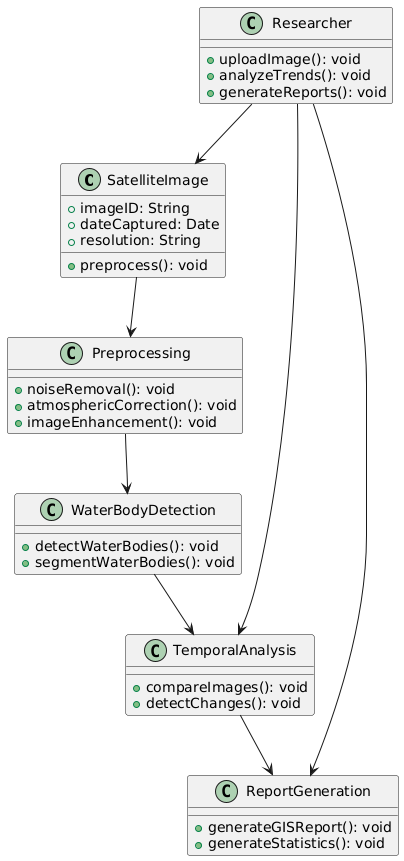 C Researcher
uploadImage(): void
analyzeTrends(): void
generateReports(): void
C SatelliteImage
imageID: String
dateCaptured: Date
resolution: String
preprocess(): void
C Preprocessing
noiseRemoval(): void
atmosphericCorrection(): void
imageEnhancement(): void
C WaterBodyDetection
detectWaterBodies(): void
segmentWaterBodies(): void
C TemporalAnalysis
compareImages(): void
detectChanges(): void
C ReportGeneration
generateGISReport(): void
generateStatistics(): void